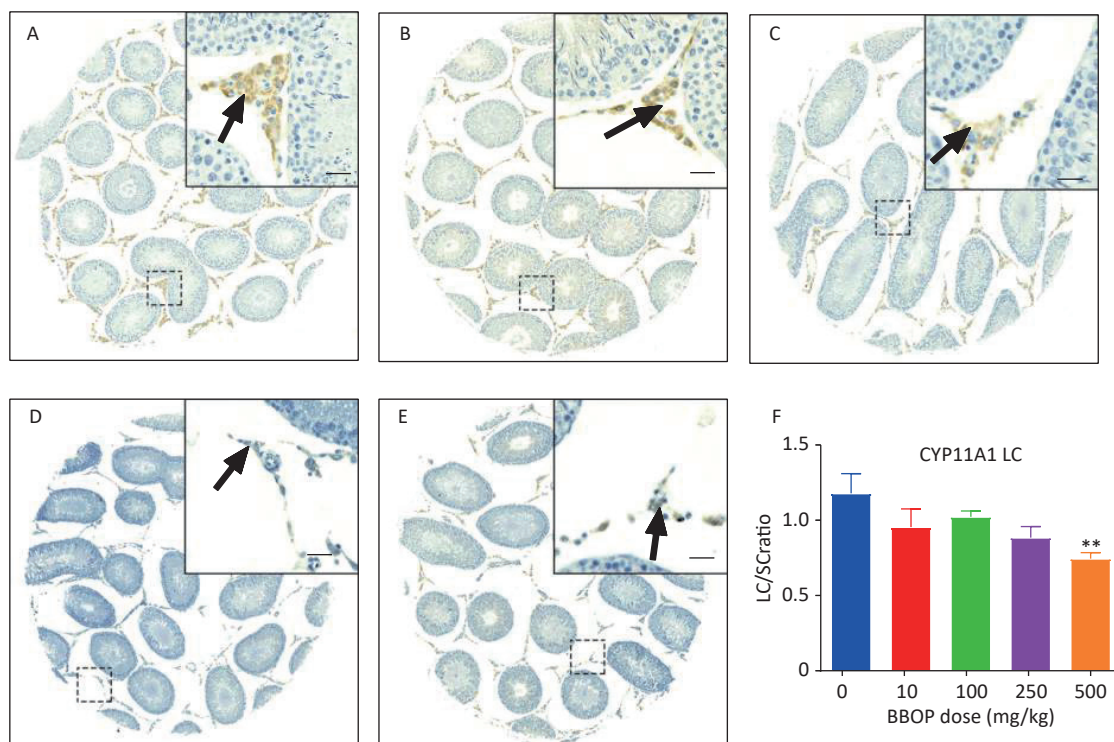 A
B
C
D
E
F
CYP11A1 LC
LC/SCratio
1.5
1.0
0.5
0
**
0
10
100
250
500
BBOP dose (mg/kg)